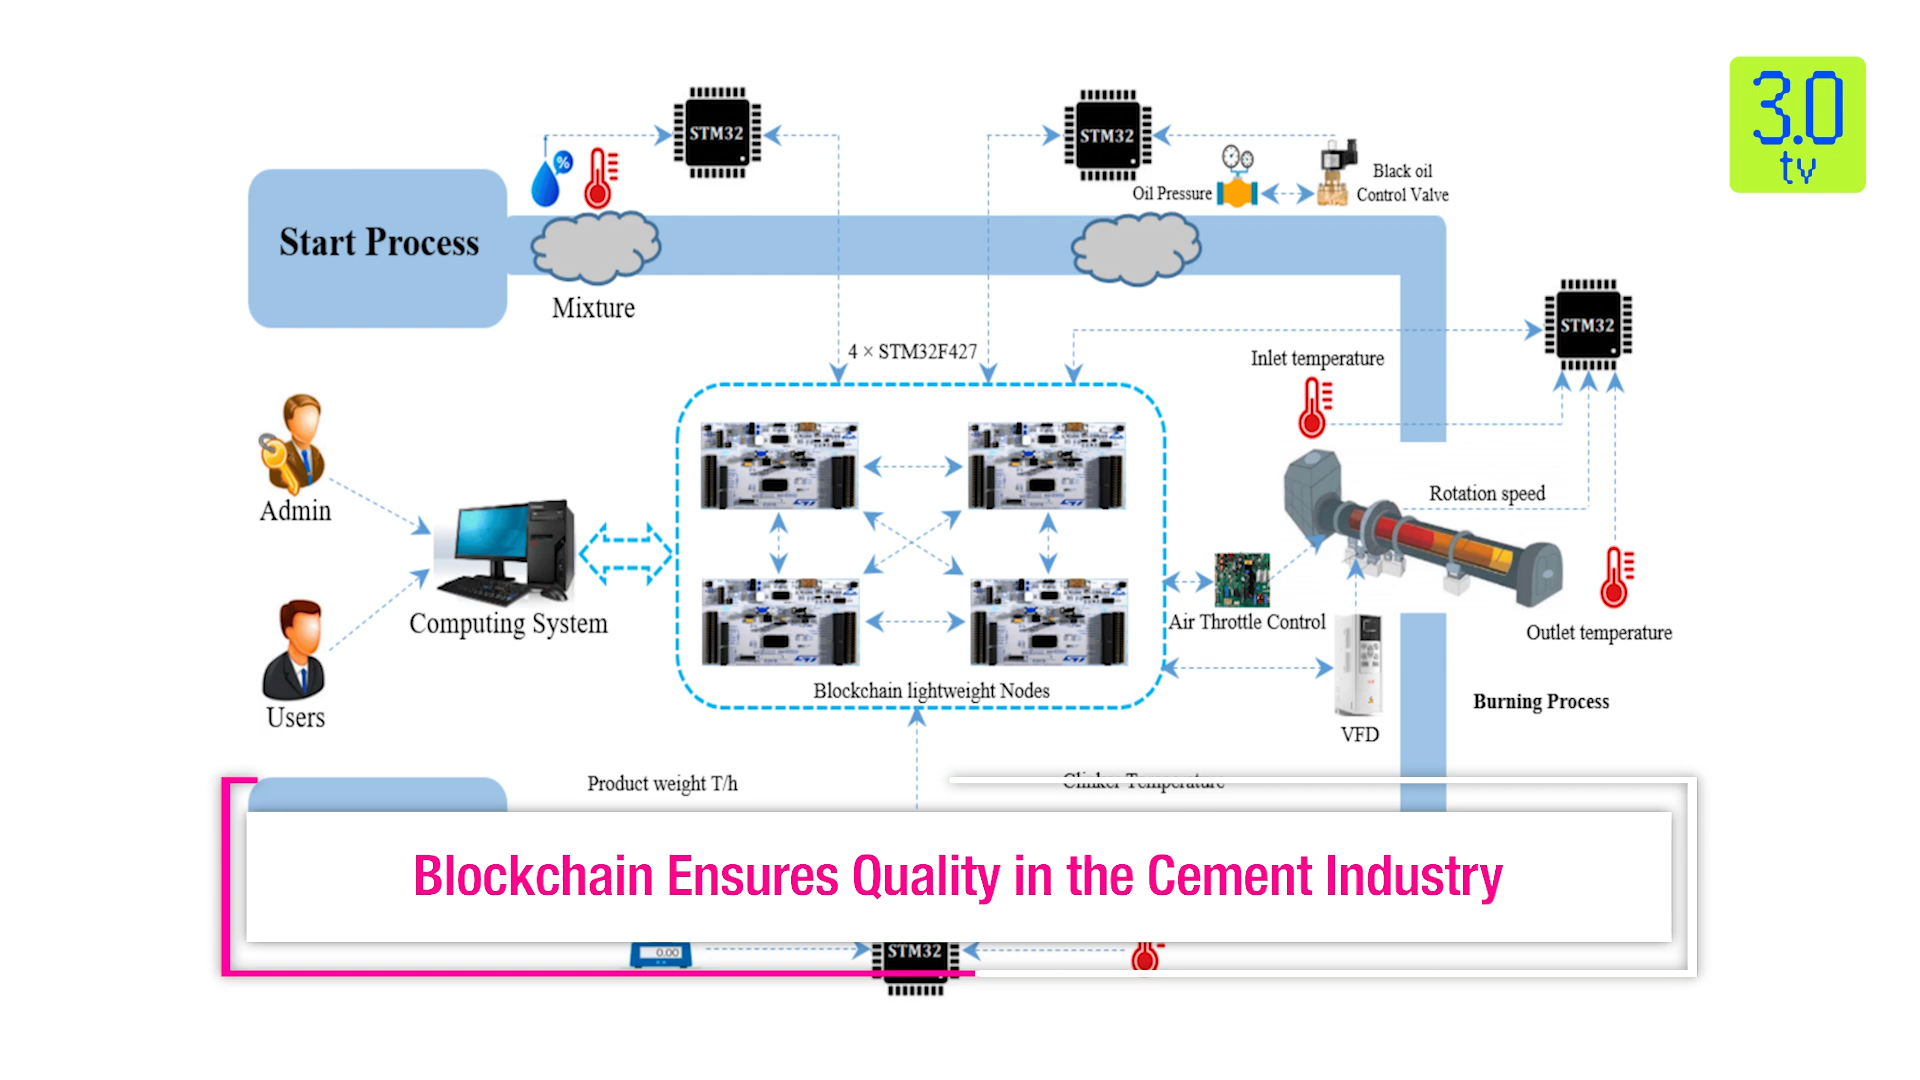 3.0
tv
STM32
STM32
%
Black oil
Control Valve
Oil Pressure
Start Process
Mixture
STM32
4 × STM32F427
Inlet temperature
Admin
Rotation speed
Computing System
Air Throttle Control
Outlet temperature
Blockchain lightweight Nodes
Burning Process
Users
VFD
Product weight T/h
Clinker Temperature
Blockchain Ensures Quality in the Cement Industry
0.00
STM32